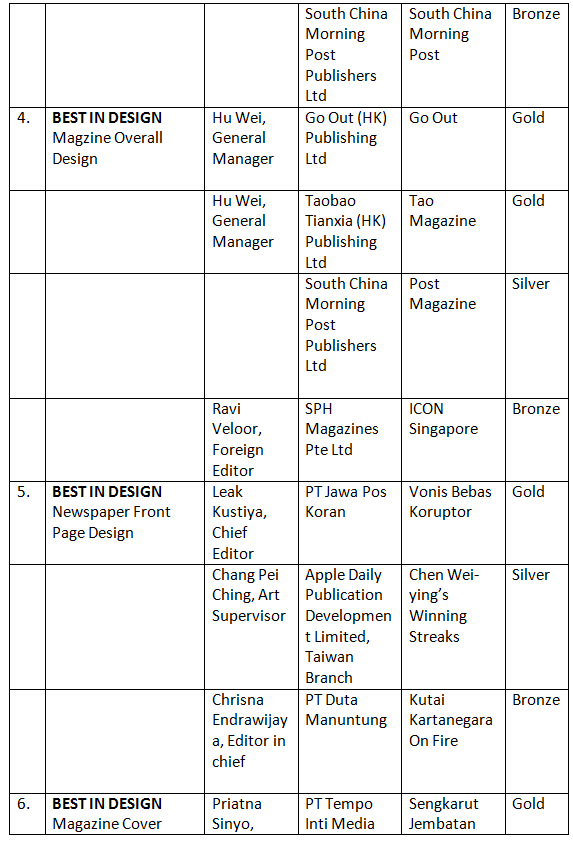 South China
Morning
Post
Publishers
Ltd
South China
Morning
Post
Bronze
4.
BEST IN DESIGN
Magzine Overall
Design
Hu Wei,
General
Manager
Go Out (HK)
Publishing
Ltd
Go Out
Gold
Hu Wei,
General
Manager
Taobao
Tianxia (HK)
Publishing
Ltd
Tao
Magazine
Gold
South China
Morning
Post
Publishers
Ltd
Post
Magazine
Silver
Ravi
Veloor,
Foreign
Editor
SPH
Magazines
Pte Ltd
ICON
Singapore
Bronze
5.
BEST IN DESIGN
Newspaper Front
Page Design
Leak
Kustiya,
Chief
Editor
PT Jawa Pos
Koran
Vonis Bebas
Koruptor
Gold
Chang Pei
Ching, Art
Supervisor
Apple Daily
Publication
Developmen
t Limited,
Taiwan
Branch
Chen Wei-
ying’s
Winning
Streaks
Silver
Chrisna
Endrawijay
a, Editor in
chief
PT Duta
Manuntung
Kutai
Kartanegara
On Fire
Bronze
6.
BEST IN DESIGN
Magazine Cover
Priatna
Sinyo,
PT Tempo
Inti Media
Sengkarut
Jembatan
Gold